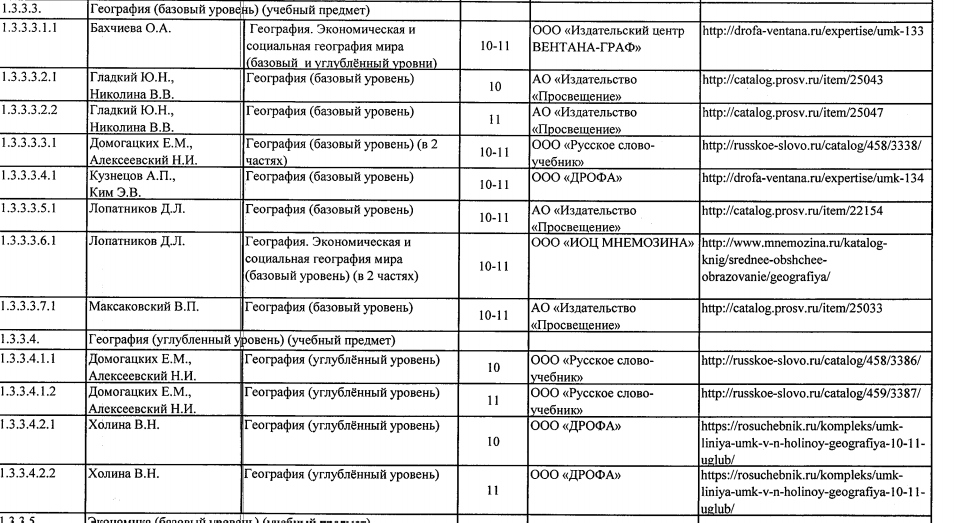 1.3.3.3. География (базовый уровень) (учебный предмет)
1.3.3.3.1.1 Бахчиева О.А. География. Экономическая и ООО «Издательский центр http://drofa-ventana.ru/expertise/umk-133
социальная география мира 10-11 ВЕНТАНА-ГРАФ»
(базовый и углублённый уровни)
1.3.3.3.2.1 Гладкий Ю.Н., География (базовый уровень) 10 АО «Издательство http://catalog.prosv.ru/item/25043
Николина В.В. «Просвещение»
1.3.3.3.2.2 Гладкий Ю.Н., География (базовый уровень) 11 АО «Издательство http://catalog.prosv.ru/item/25047
Николина В.В. «Просвещение»
1.3.3.3.3.1 Домогацких Е.М., География (базовый уровень) (в 2 10-11 ООО «Русское слово- http://russkoe-slovo.ru/catalog/458/3338/
Алексеевский Н.И. частях) учебник»
1.3.3.3.4.1 Кузнецов А.П., География (базовый уровень) 10-11 ООО «ДРОФА» http://drofa-ventana.ru/expertise/umk-134
Ким Э.В.
1.3.3.3.5.1 Лопатников Д.Л. География (базовый уровень) 10-11 АО «Издательство http://catalog.prosv.ru/item/22154
«Просвещение»
1.3.3.3.6.1 Лопатников Д.Л. География. Экономическая и ООО «ИОЦ МНЕМОЗИНА» http://www.mnemozina.ru/katalog-
социальная география мира 10-11 knig/srednee-obshchee-
(базовый уровень) (в 2 частях) obrazovanie/geografiya/
1.3.3.3.7.1 Максаковский В.П. География (базовый уровень) 10-11 АО «Издательство http://catalog.prosv.ru/item/25033
«Просвещение»
1.3.3.4. География (углубленный уровень) (учебный предмет)
1.3.3.4.1.1 Домогацких Е.М., География (углублённый уровень) 10 ООО «Русское слово- http://russkoe-slovo.ru/catalog/458/3386/
Алексеевский Н.И. учебник»
1.3.3.4.1.2 Домогацких Е.М., География (углублённый уровень) 11 ООО «Русское слово- http://russkoe-slovo.ru/catalog/459/3387/
Алексеевский Н.И. учебник»
1.3.3.4.2.1 Холина В.Н. География (углублённый уровень) 10 ООО «ДРОФА» https://rosuchebnik.ru/kompleks/umk-
liniya-umk-v-n-holinoy-geografiya-10-11-
uglub/
1.3.3.4.2.2 Холина В.Н. География (углублённый уровень) 11 ООО «ДРОФА» https://rosuchebnik.ru/kompleks/umk-
liniya-umk-v-n-holinoy-geografiya-10-11-
uglub/
1.3.3.5. Экономика (базовый уровень) (учебный предмет)